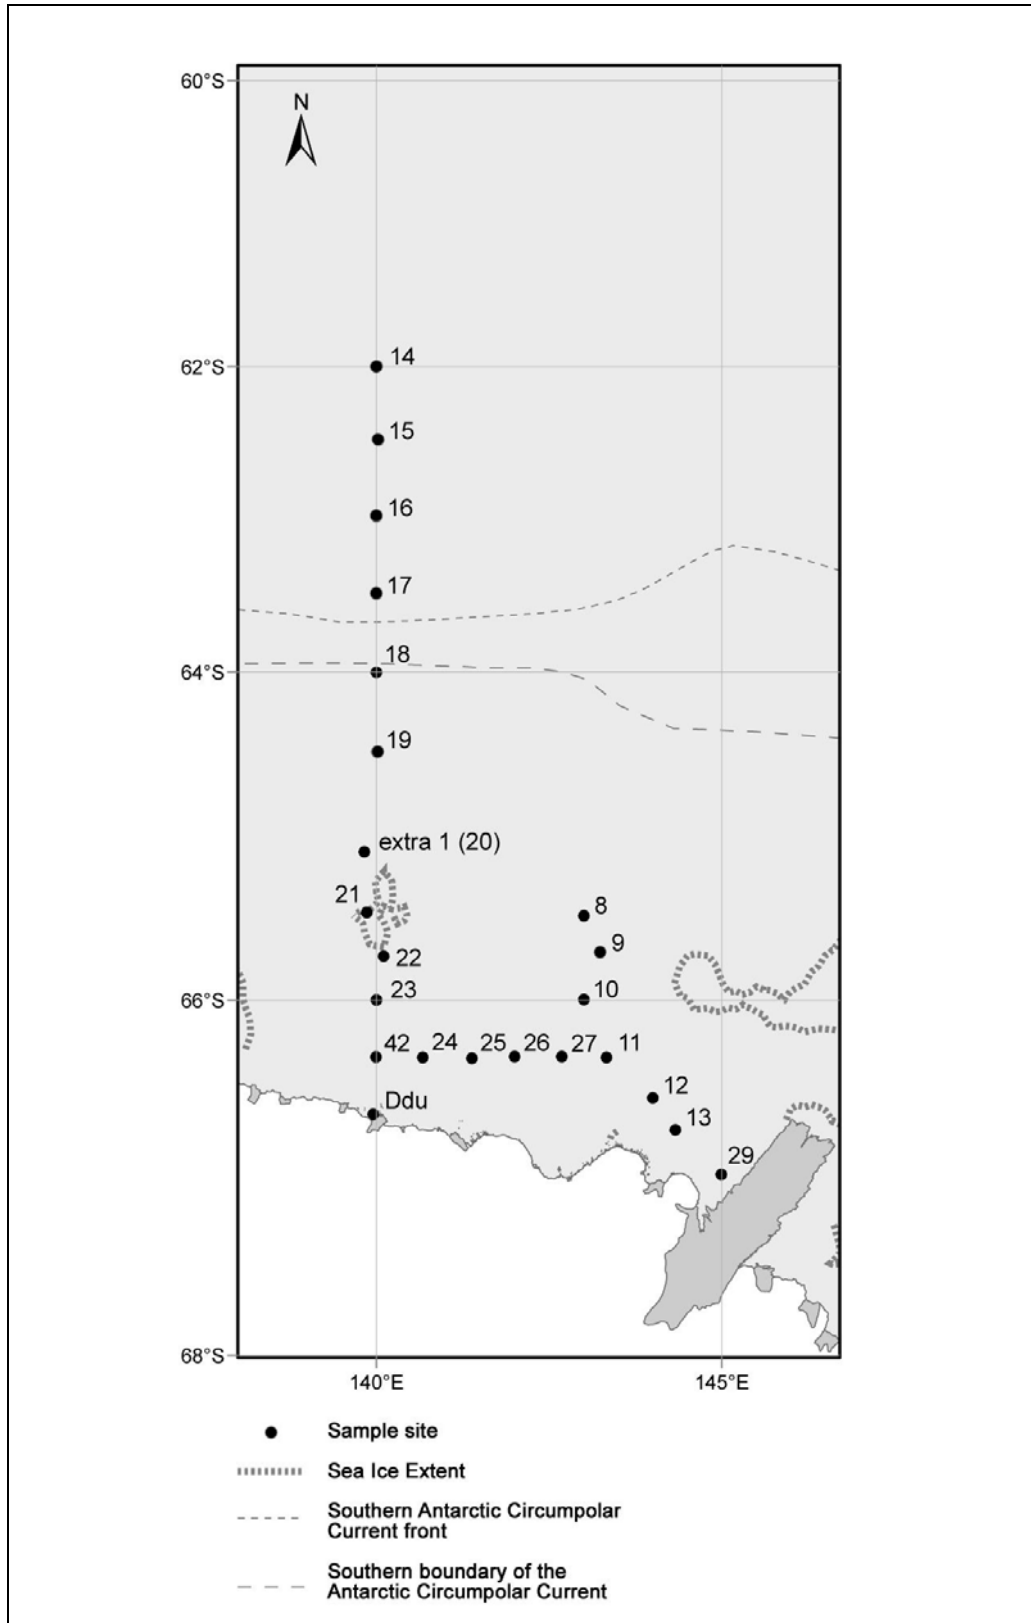 60°S
N
14
62°S
15
16
17
18
64°S
19
extra 1 (20)
21
8
22
9
23
10
66°S
42
24
25
26
27
11
Ddu
12
13
29
68°S
140°E
145°E
Sample site
Sea Ice Extent
Southern Antarctic Circumpolar
Current front
Southern boundary of the
Antarctic Circumpolar Current